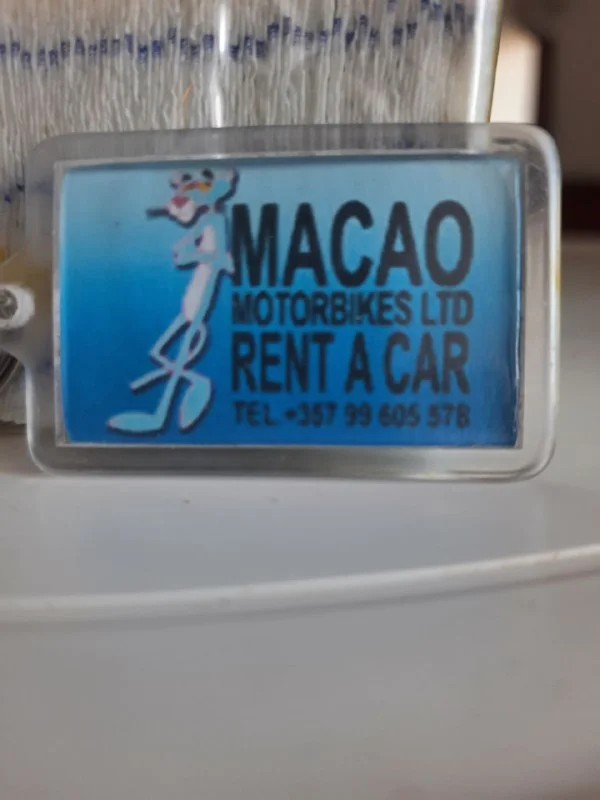 MACAO
MOTORBIKES LTD
RENT A CAR
TEL.+357 99 605 578